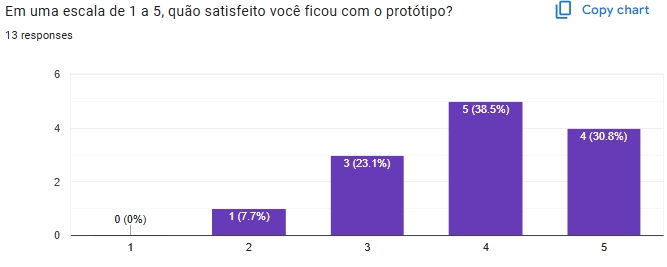 Em uma escala de 1 a 5, quão satisfeito você ficou com o protótipo?
Copy chart
13 responses
6
4
2
0
0 (0%)
1 (7.7%)
3 (23.1%)
5 (38.5%)
4 (30.8%)
1 2 3 4 5